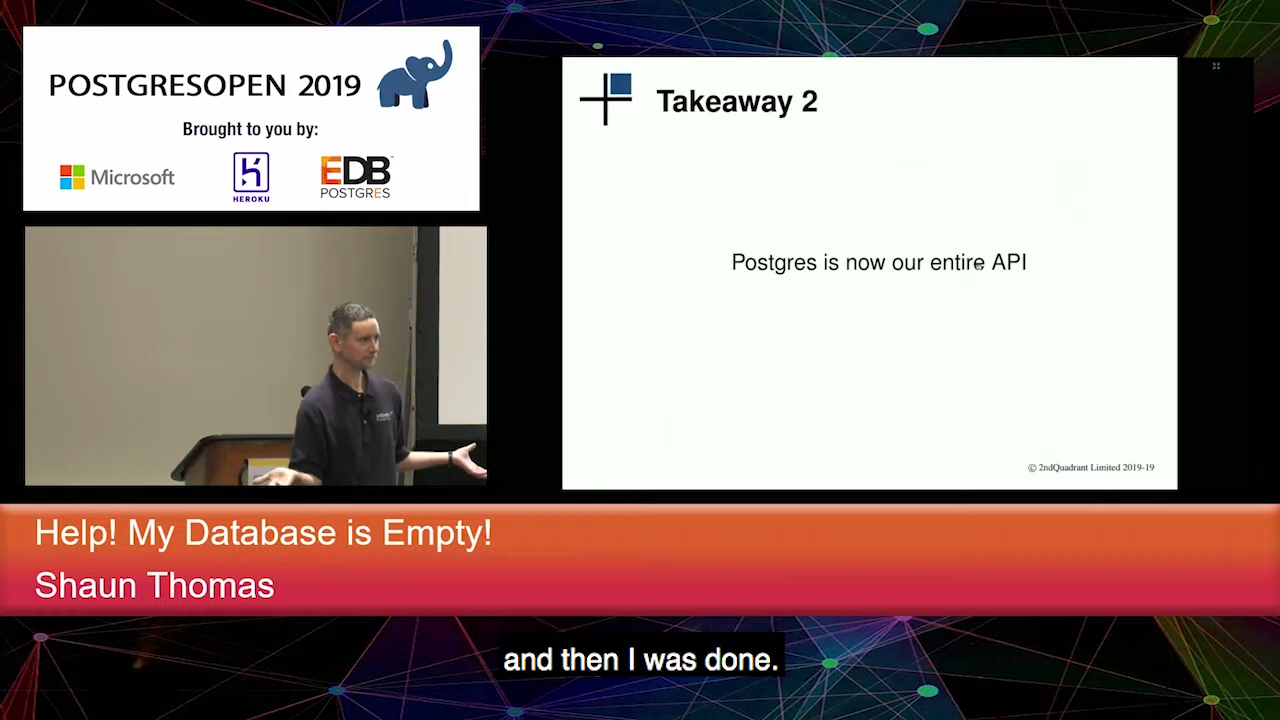 POSTGRESOPEN 2019
Brought to you by:
Microsoft
HEROKU
EDB
POSTGRES
Takeaway 2
Postgres is now our entire API
© 2ndQuadrant Limited 2019-19
Help! My Database is Empty!
Shaun Thomas
and then I was done.